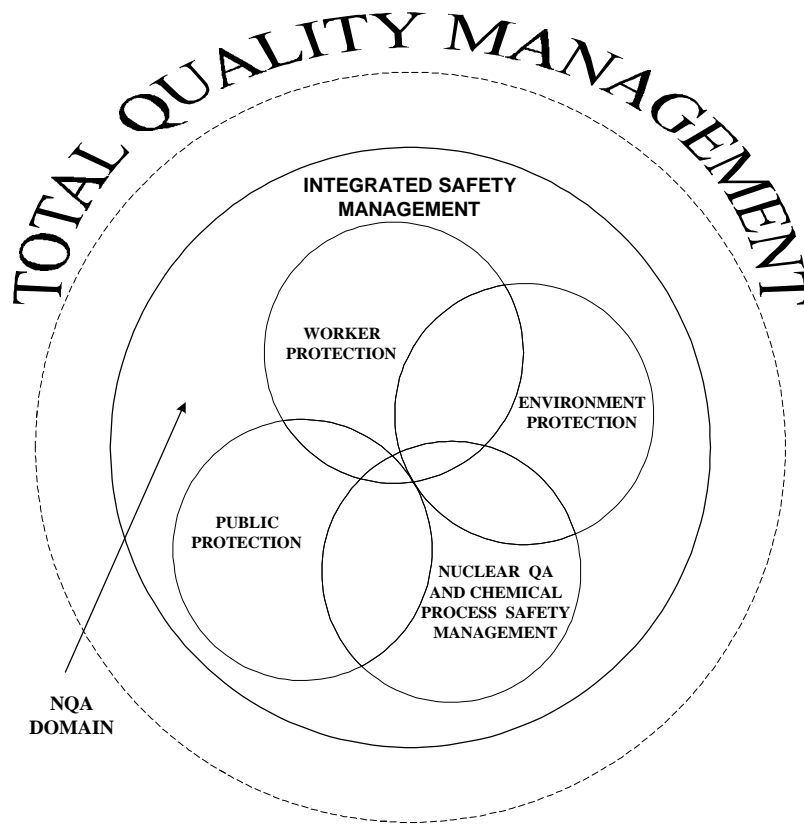 TOTAL QUALITY MANAGEMENT
INTEGRATED SAFETY
MANAGEMENT
WORKER
PROTECTION
ENVIRONMENT
PROTECTION
PUBLIC
PROTECTION
NUCLEAR QA
AND CHEMICAL
PROCESS SAFETY
MANAGEMENT
NQA
DOMAIN